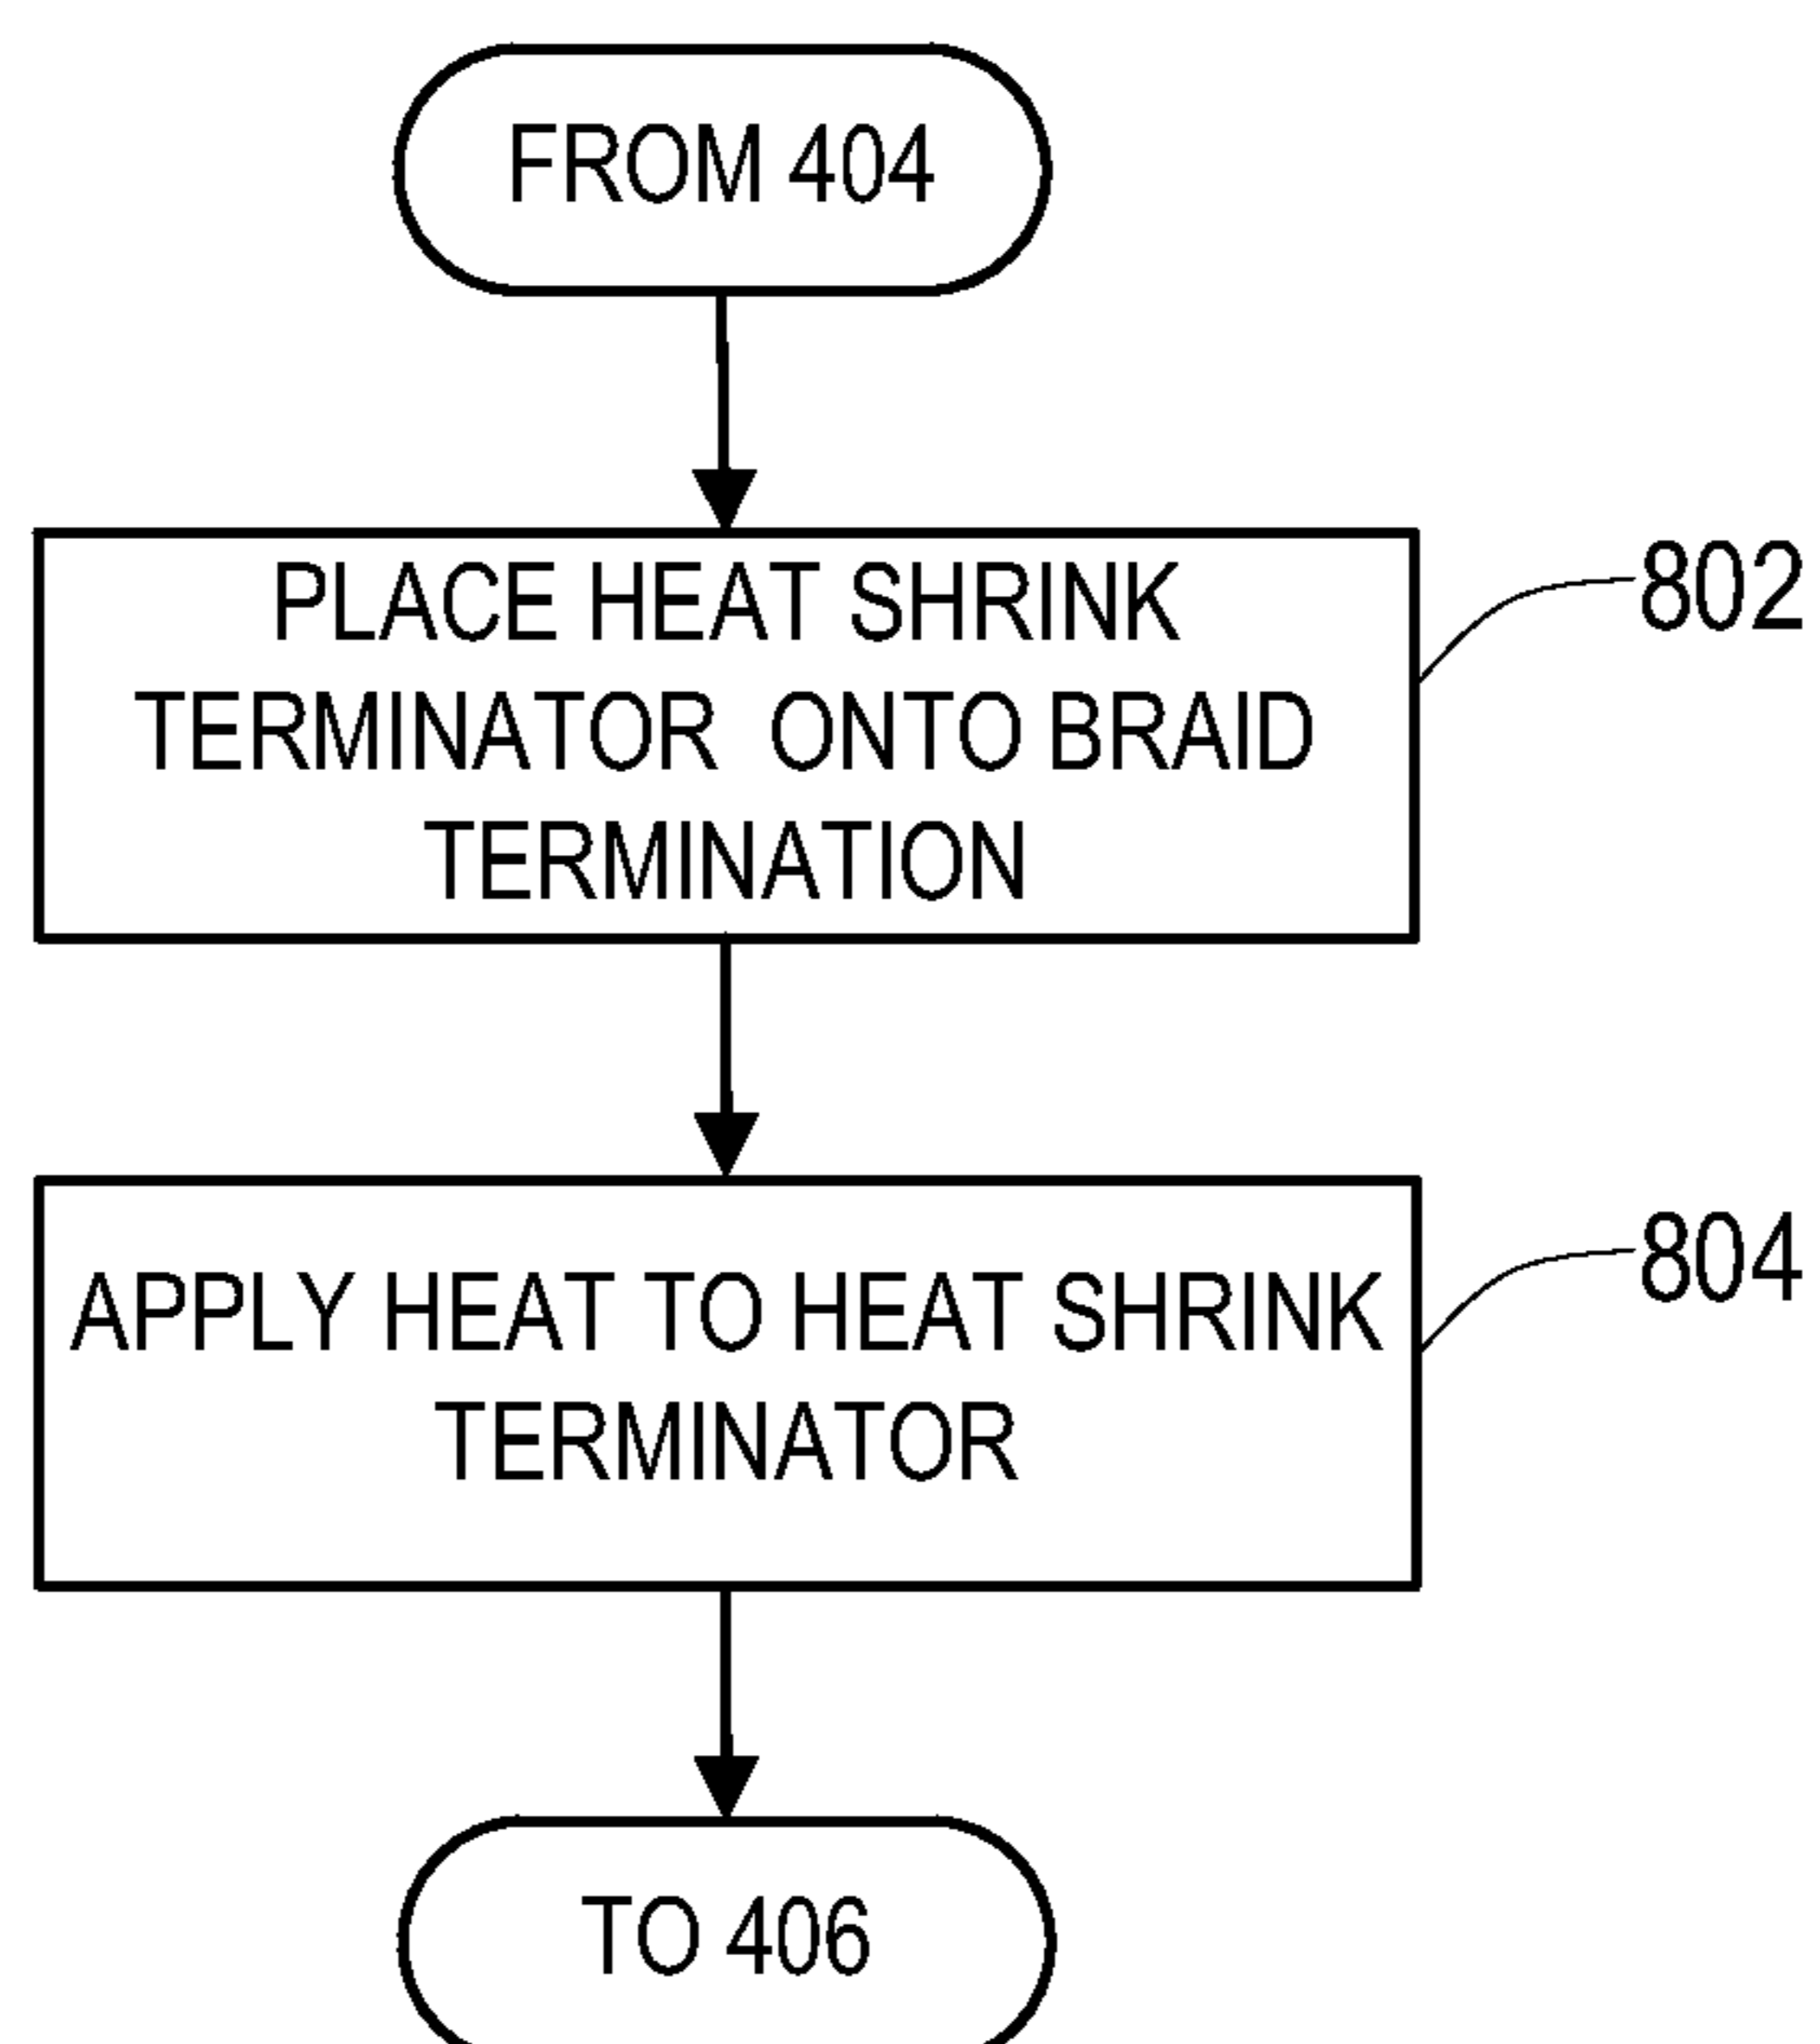 FROM 404
PLACE HEAT SHRINK
TERMINATOR ONTO BRAID
TERMINATION
802
APPLY HEAT TO HEAT SHRINK
TERMINATOR
804
TO 406